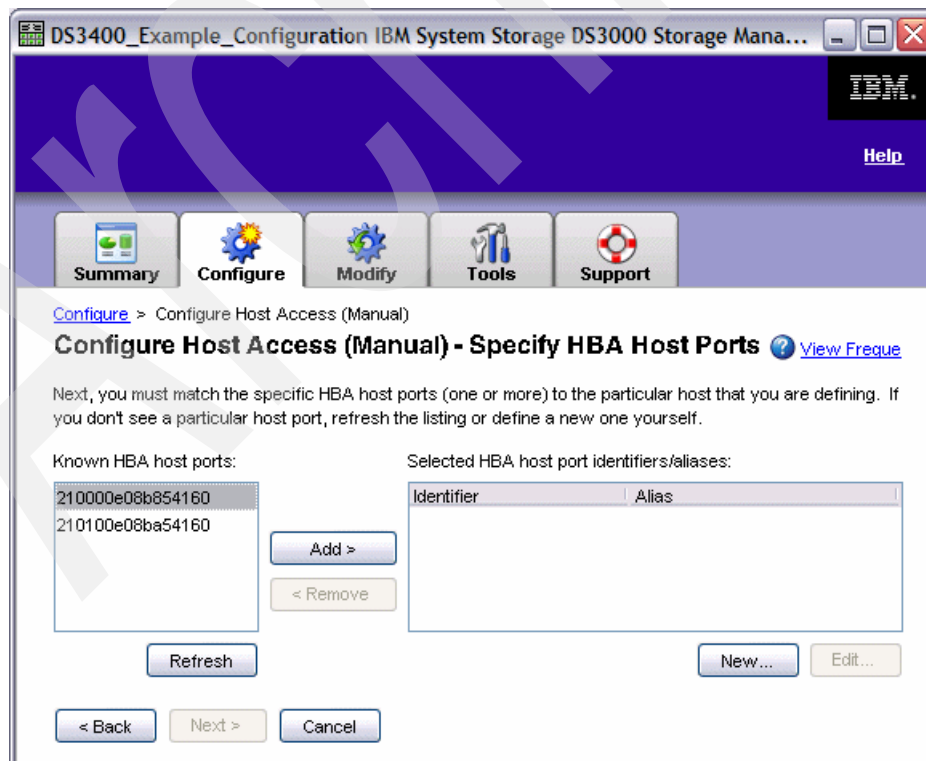 DS3400_Example_Configuration IBM System Storage DS3000 Storage Mana...
IBM.
Help
Summary
Configure
Modify
Tools
Support
Configure > Configure Host Access (Manual)
Configure Host Access (Manual) - Specify HBA Host Ports ? View Freque
Next, you must match the specific HBA host ports (one or more) to the particular host that you are defining. If
you don't see a particular host port, refresh the listing or define a new one yourself.
Known HBA host ports:
Selected HBA host port identifiers/aliases:
210000e08b854160
210100e08ba54160
Identifier
Alias
Add >
< Remove
Refresh
New...
Edit...
< Back
Next >
Cancel